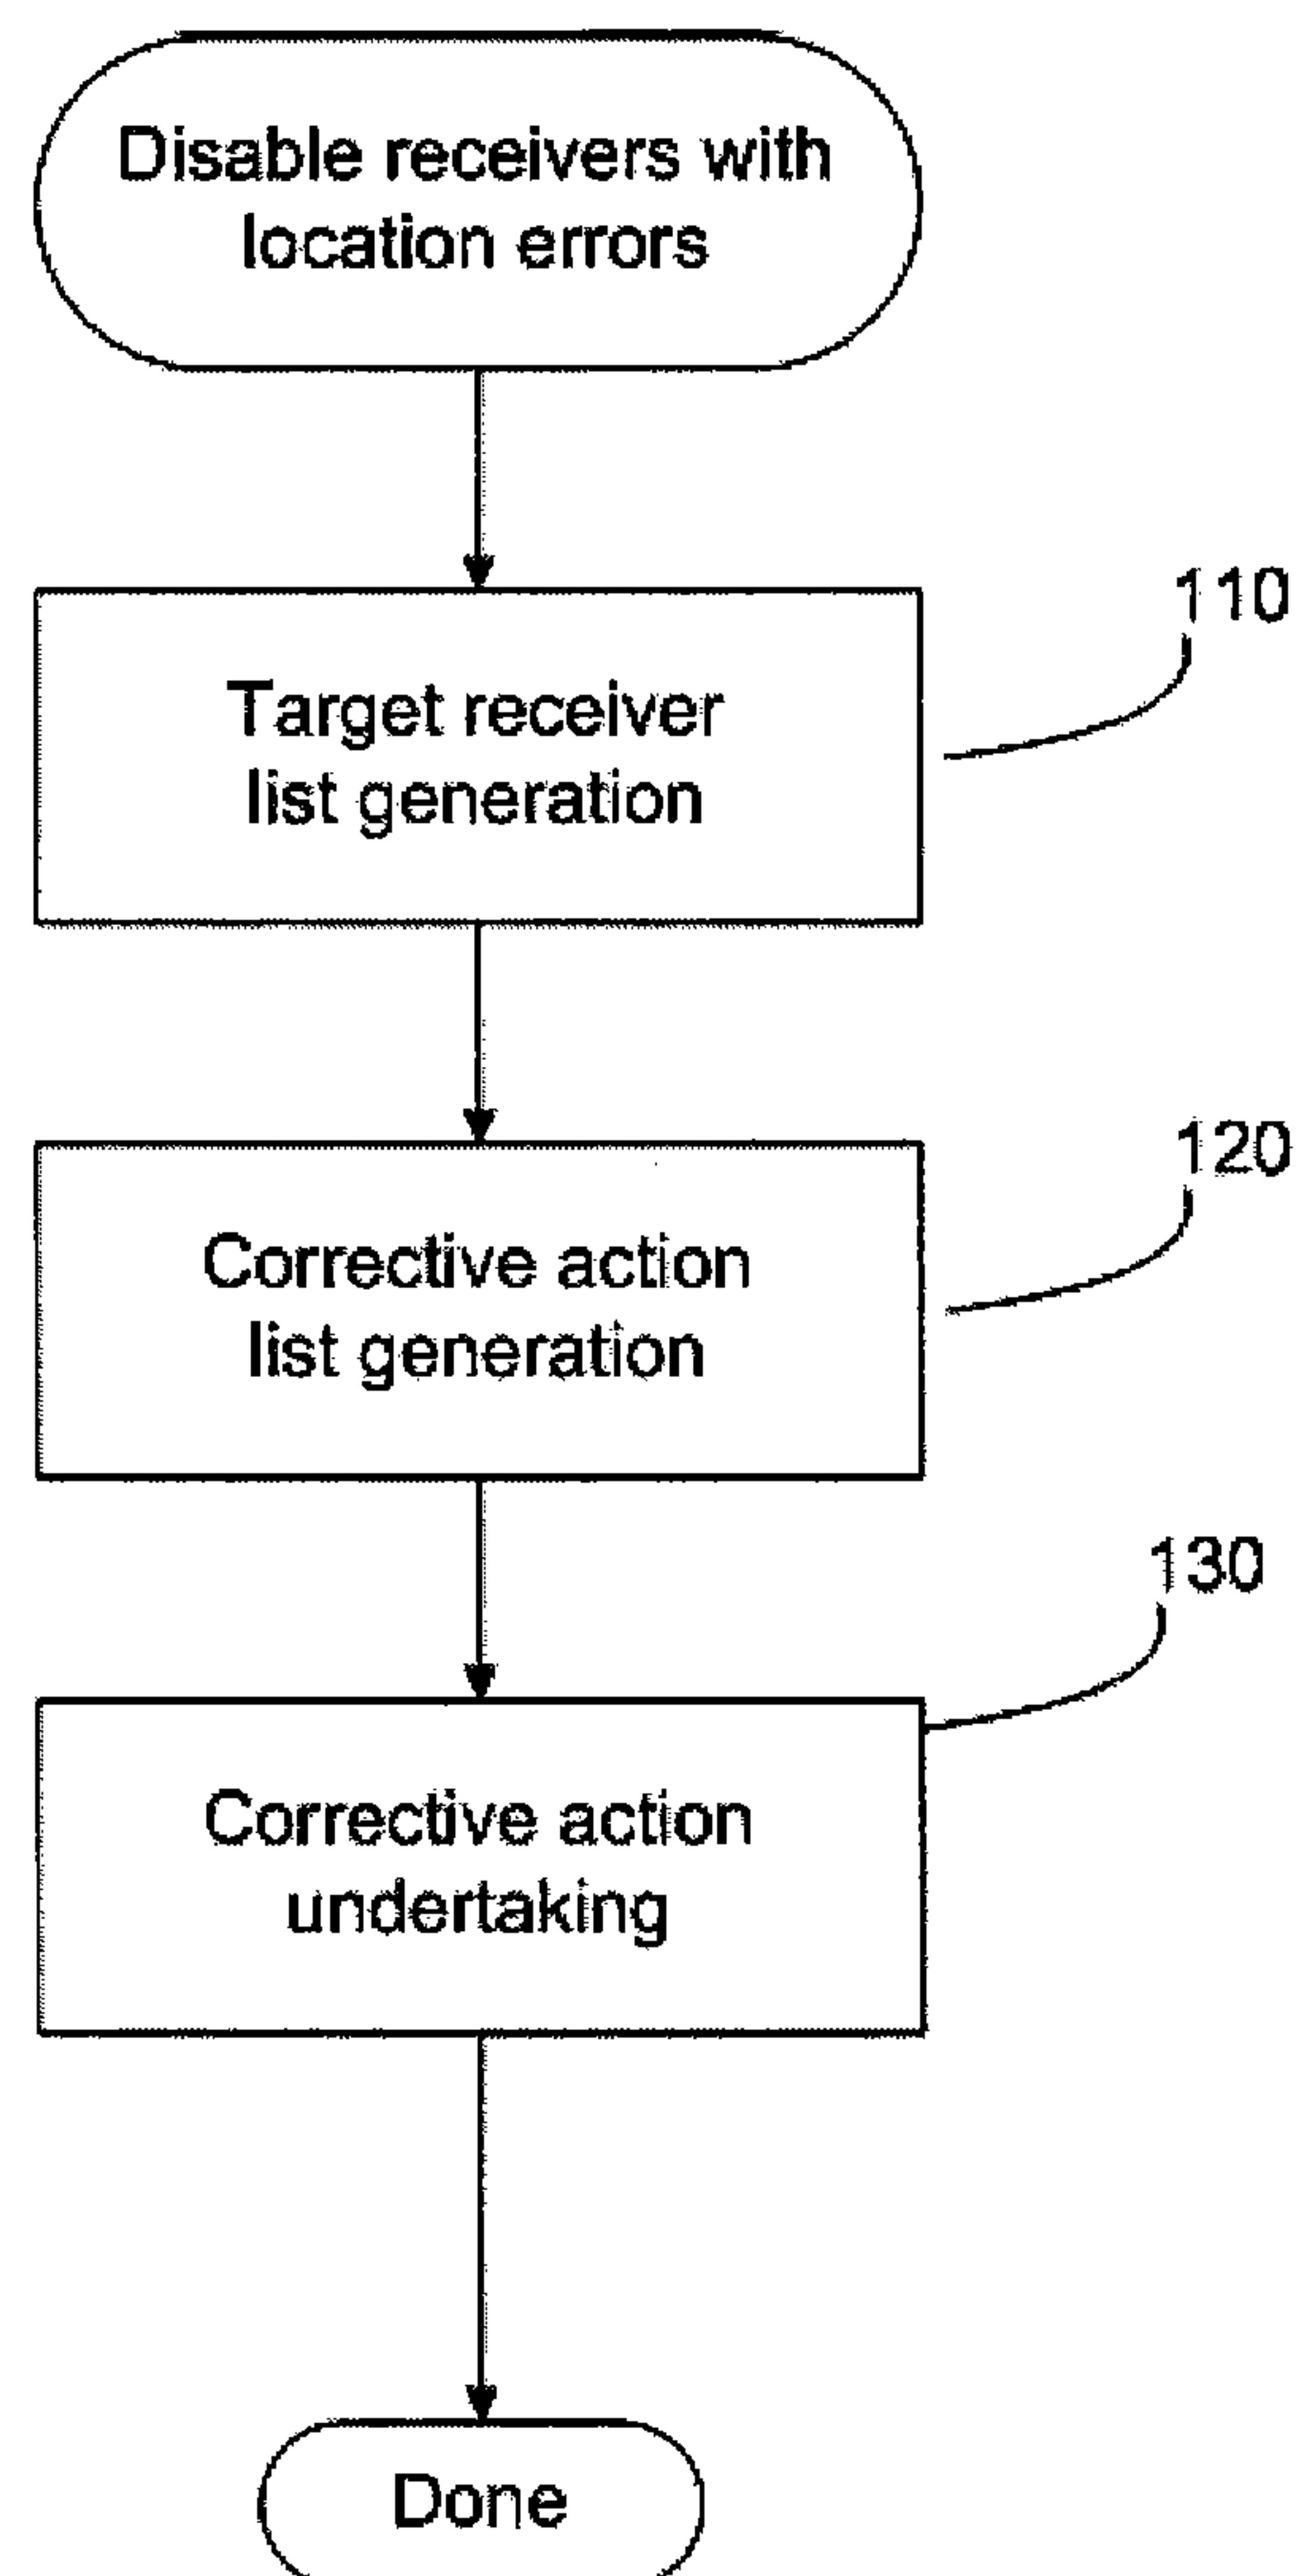 Disable receivers with
location errors
110
Target receiver
list generation
120
Corrective action
list generation
130
Corrective action
undertaking
Done